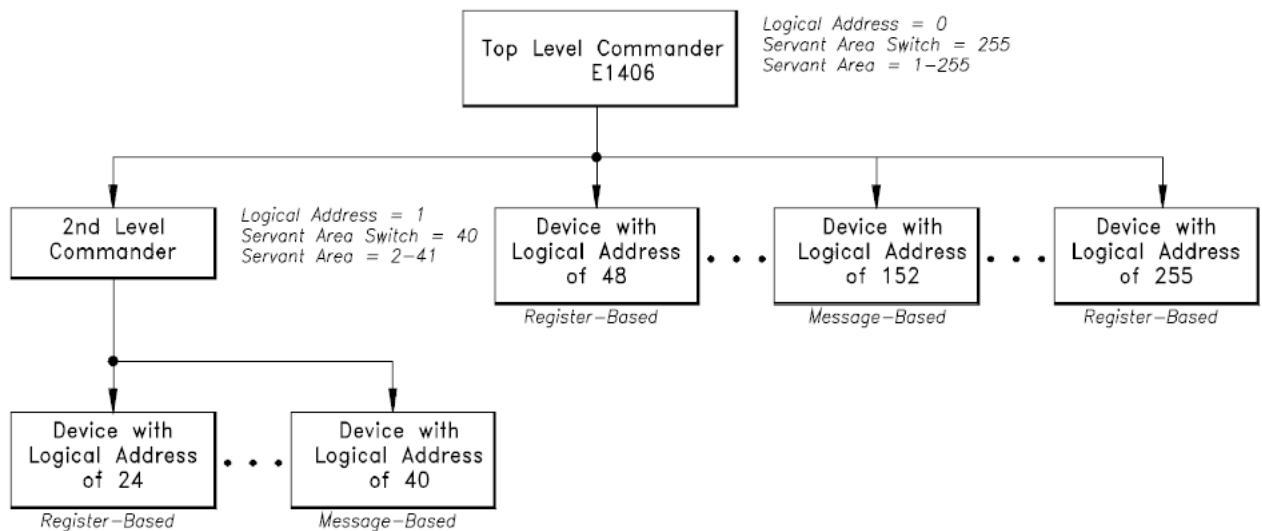 Top Level Commander
E1406
Logical Address = 0
Servant Area Switch = 255
Servant Area = 1-255
2nd Level
Commander
Logical Address = 1
Servant Area Switch = 40
Servant Area = 2-41
Device with
Logical Address
of 48
Register-Based
Device with
Logical Address
of 152
Message-Based
Device with
Logical Address
of 255
Register-Based
Device with
Logical Address
of 24
Register-Based
Device with
Logical Address
of 40
Message-Based